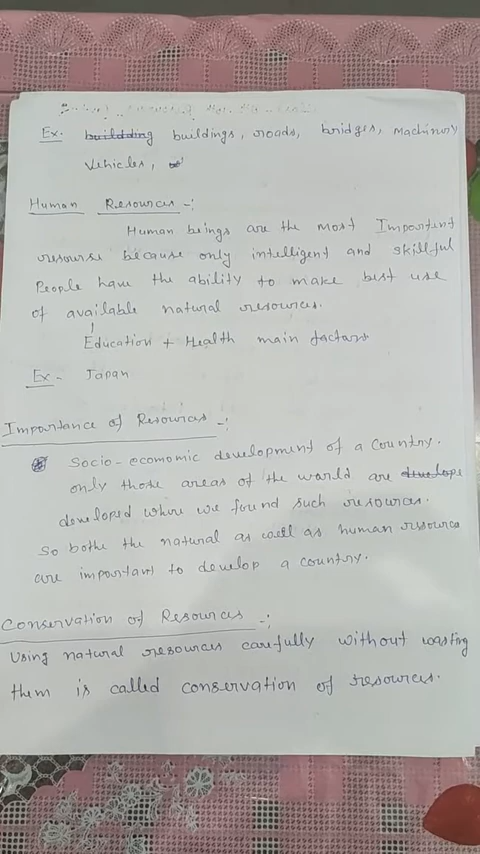 Ex. buildings, roads, bridges, Machinery
Vehicles,
Human Resources -:
Human beings are the most Important
resourse because only intelligent and skillful
People have the ability to make best use
of available natural resources.
Education + Health main factors
Ex - Japan
Importance of Resources -:
Socio-economic development of a Country.
only those areas of the world are
developed where we found such resources.
So bothe the natural as well as human resource
are important to develop a country.
Conservation of Resources -:
Using natural resources carefully without wasting
them is called conservation of resources.